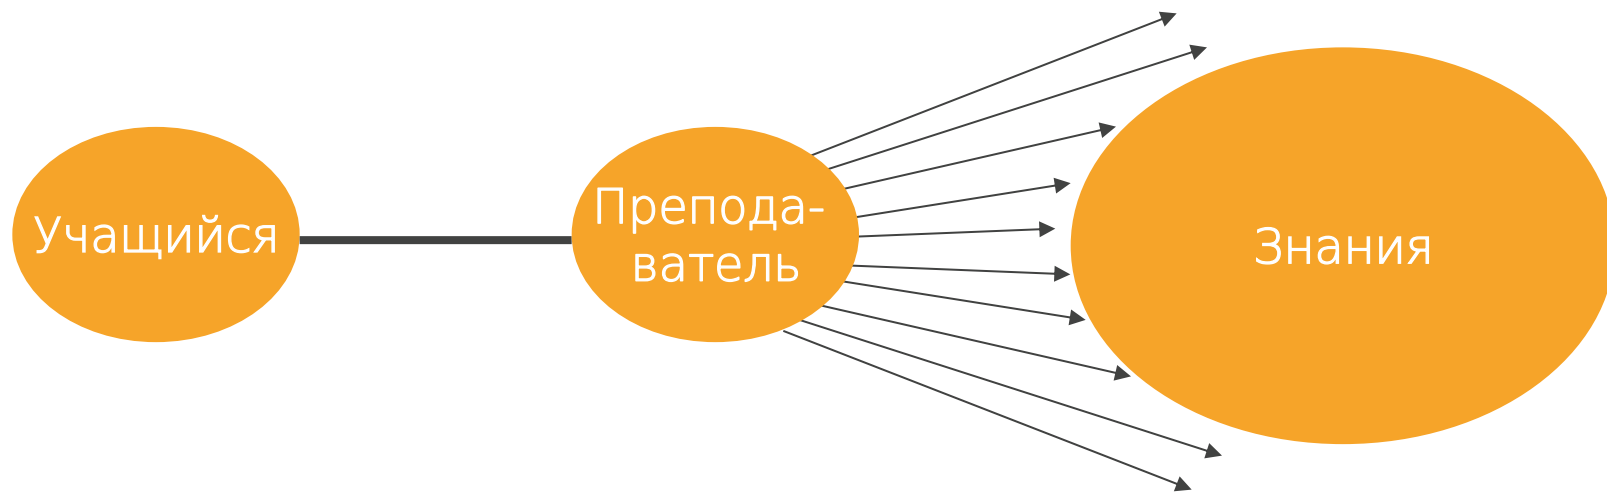 Учащийся
Препода-
ватель
Знания